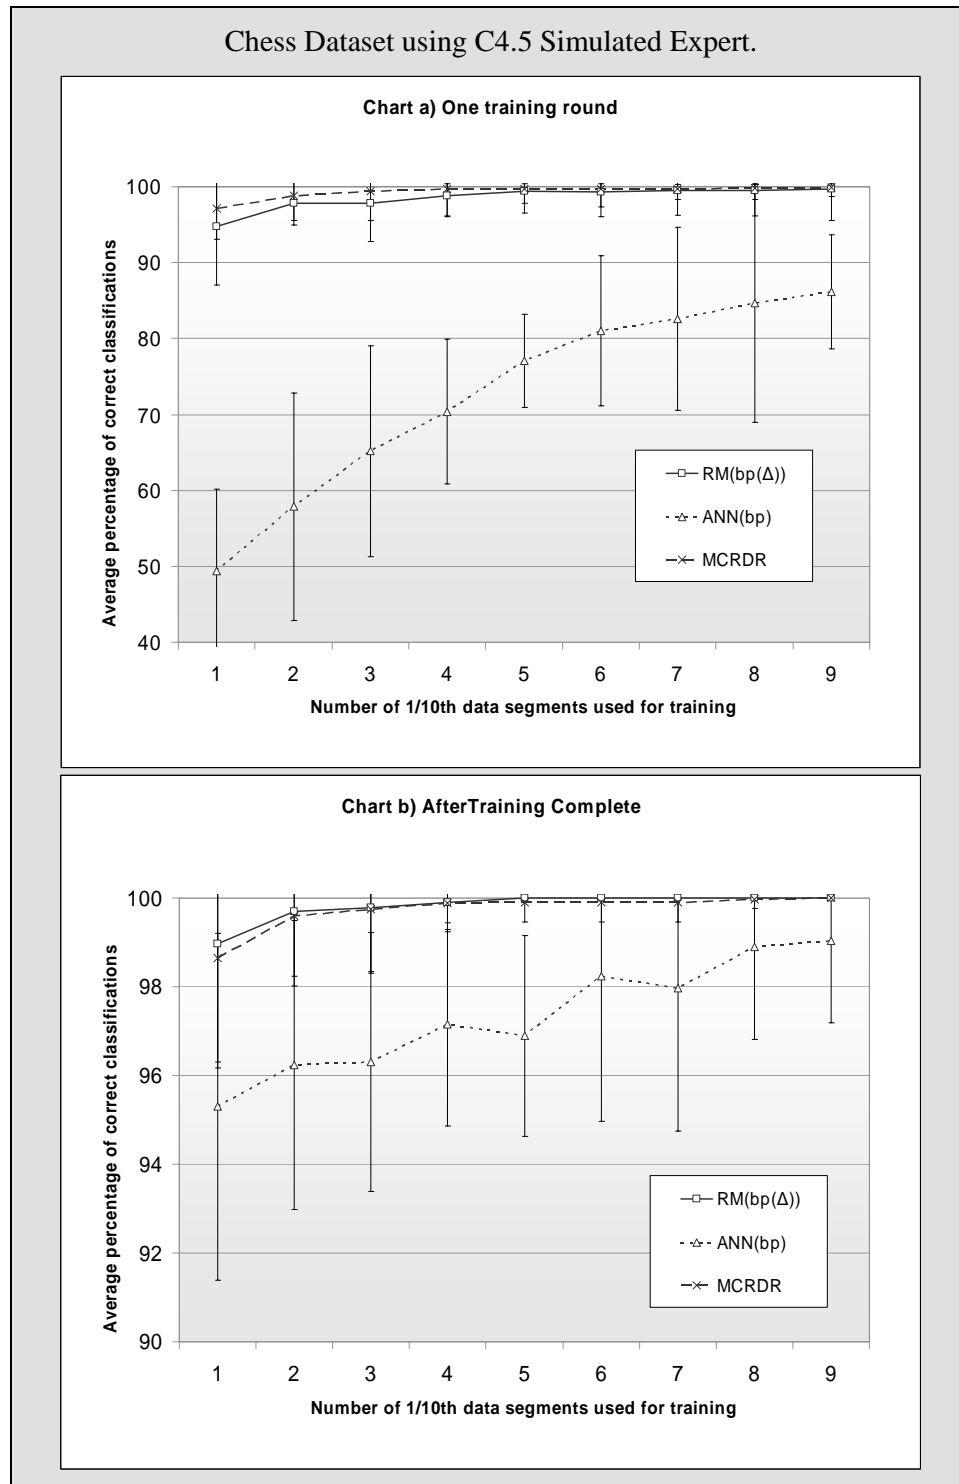 Chess Dataset using C4.5 Simulated Expert.
Chart a) One training round
Average percentage of correct classifications
100
90
80
70
60
50
40
RM(bp(Δ))
ANN(bp)
MCRDR
1 2 3 4 5 6 7 8 9
Number of 1/10th data segments used for training
Chart b) AfterTraining Complete
Average percentage of correct classifications
100
98
96
94
92
90
RM(bp(Δ))
ANN(bp)
MCRDR
1 2 3 4 5 6 7 8 9
Number of 1/10th data segments used for training